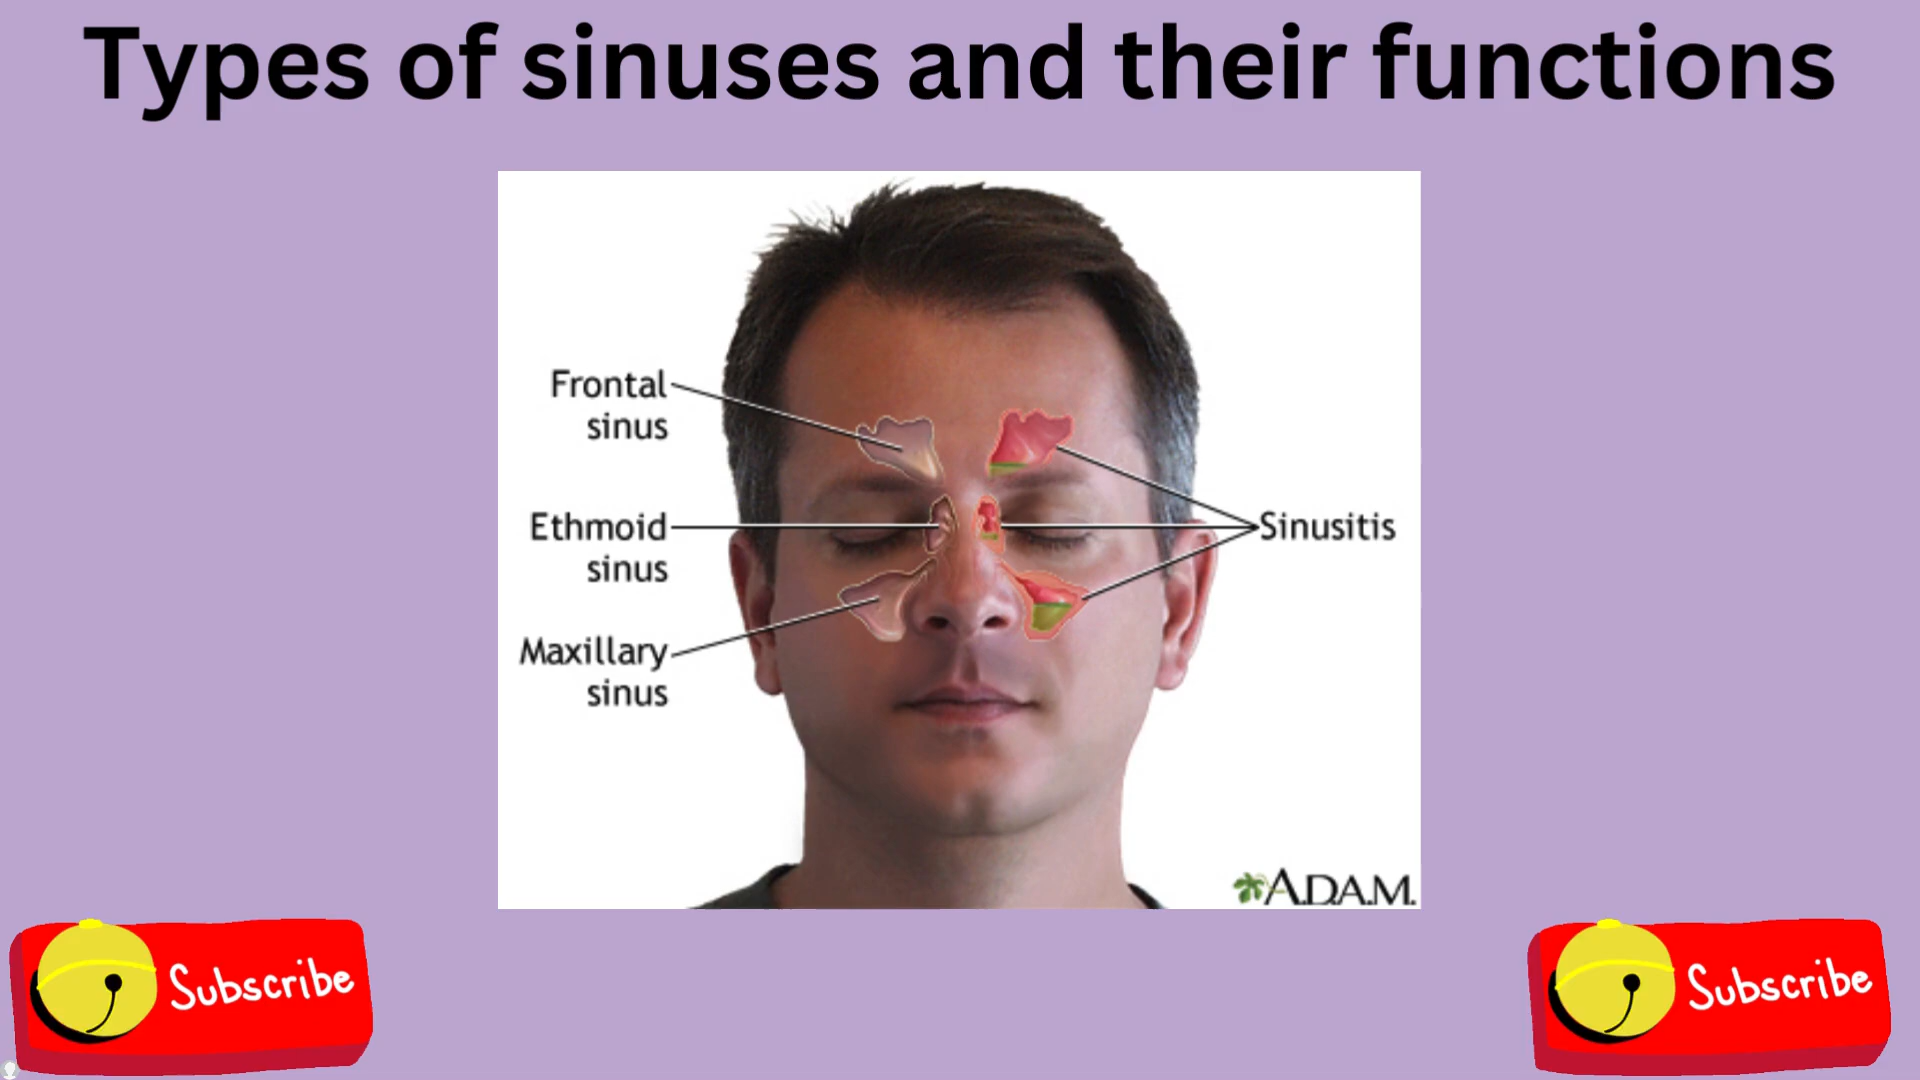 Types of sinuses and their functions
Frontal
sinus
Ethmoid
sinus
Sinusitis
Maxillary
sinus
A.D.A.M.
Subscribe
Subscribe